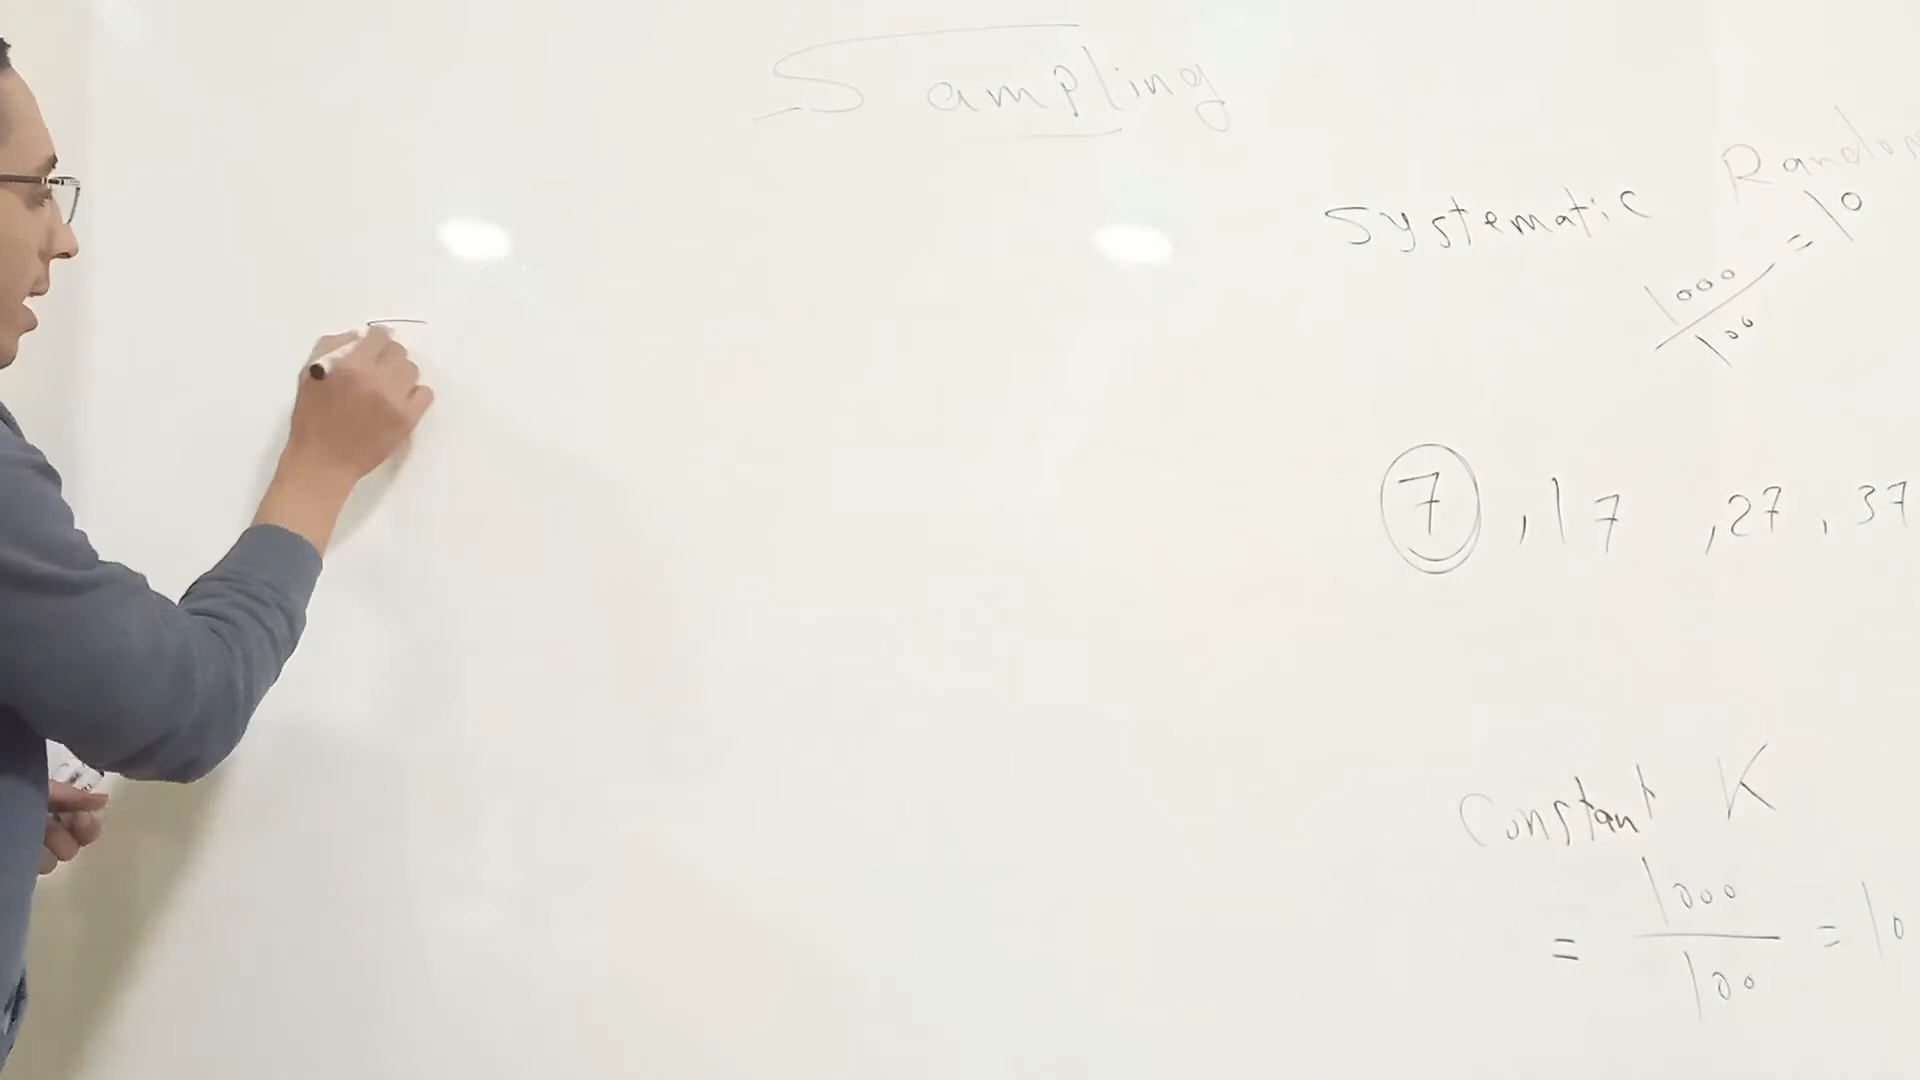 Sampling
Systematic Random
1000/100 = 10
7, 17, 27, 37
Constant K
= 1000/100 = 10